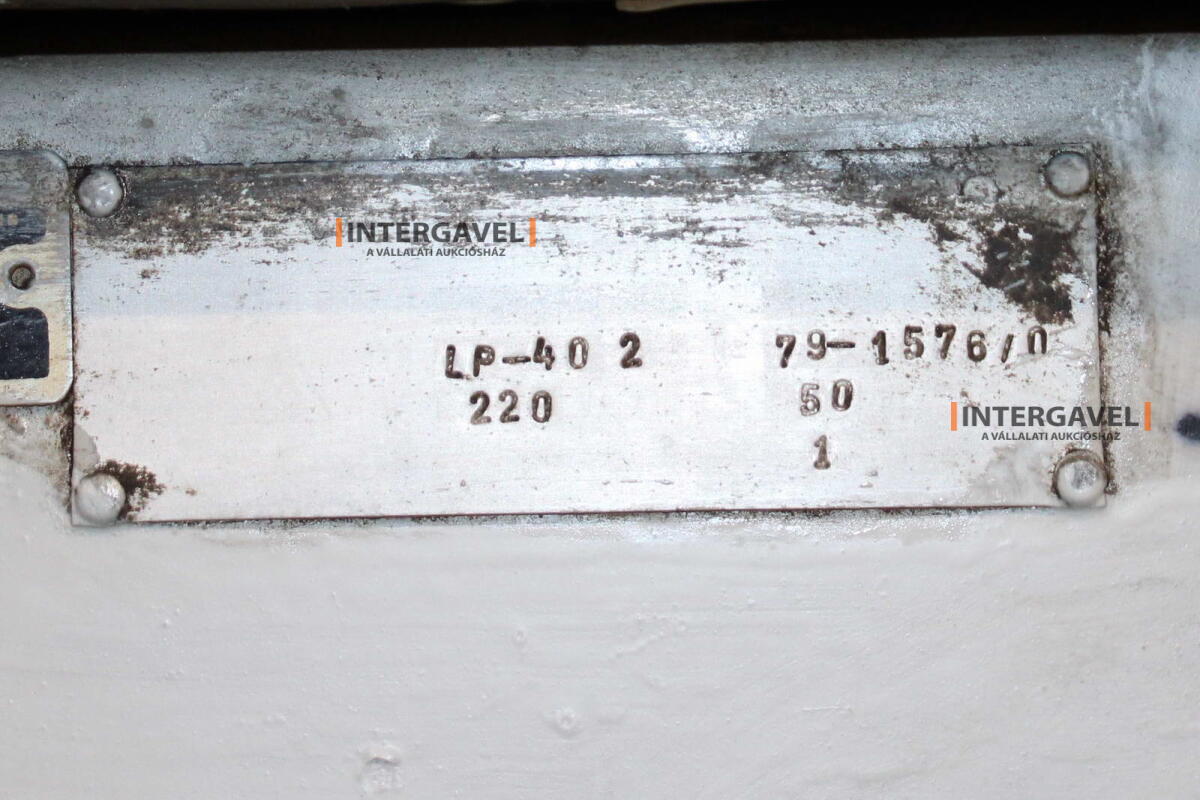 INTERGAVEL
A VÁLLALATI AUKCIÓSHÁZ
LP-40 2 79-1576/0
220 50
INTERGAVEL
A VÁLLALATI AUKCIÓSHÁZ
1